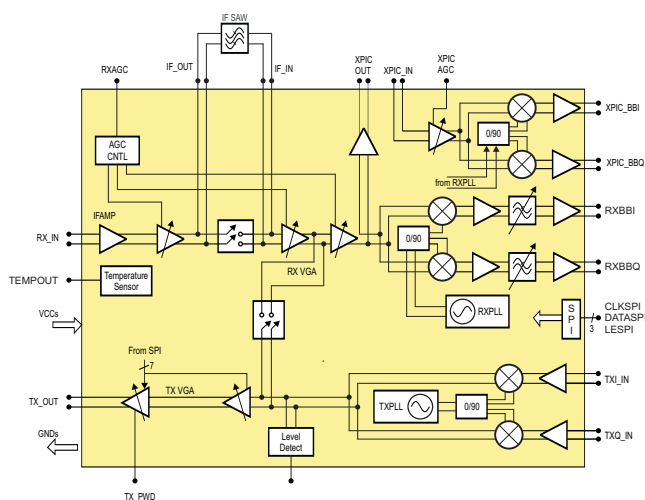 IF SAW
RXAGC
IF_OUT
IF_IN
XPIC
OUT
XPIC_IN
XPIC
AGC
XPIC_BBI
AGC
CNTL
0/90
XPIC_BBQ
from RXPLL
IFAMP
RX_IN
RXBBI
0/90
RX VGA
RXBBQ
TEMPOUT
Temperature
Sensor
RXPLL
S
P
I
3
CLKSPI
DATASPI
LESPI
VCCs
From SPI
7
TX VGA
TX_OUT
TXI_IN
TXPLL
0/90
GNDs
Level
Detect
TXQ_IN
TX_PWD